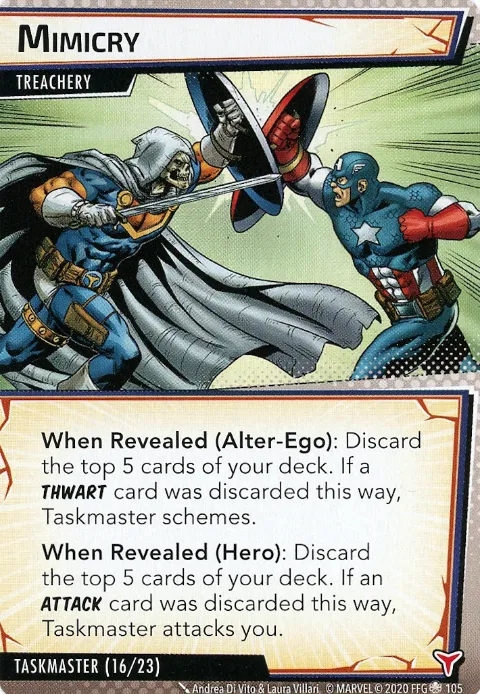 MIMICRY
TREACHERY
When Revealed (Alter-Ego): Discard
the top 5 cards of your deck. If a
THWART card was discarded this way,
Taskmaster schemes.
When Revealed (Hero): Discard
the top 5 cards of your deck. If an
ATTACK card was discarded this way,
Taskmaster attacks you.
TASKMASTER (16/23)
Andrea Di Vito & Laura Villari. © MARVEL © 2020 FFG 105